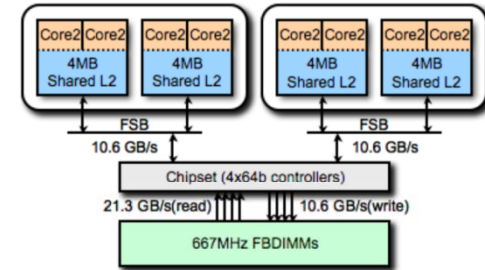 Core2 Core2 Core2 Core2 Core2 Core2 Core2 Core2
4MB 4MB 4MB 4MB
Shared L2 Shared L2 Shared L2 Shared L2
FSB FSB
10.6 GB/s 10.6 GB/s
Chipset (4x64b controllers)
21.3 GB/s(read) 10.6 GB/s(write)
667MHz FBDIMMs